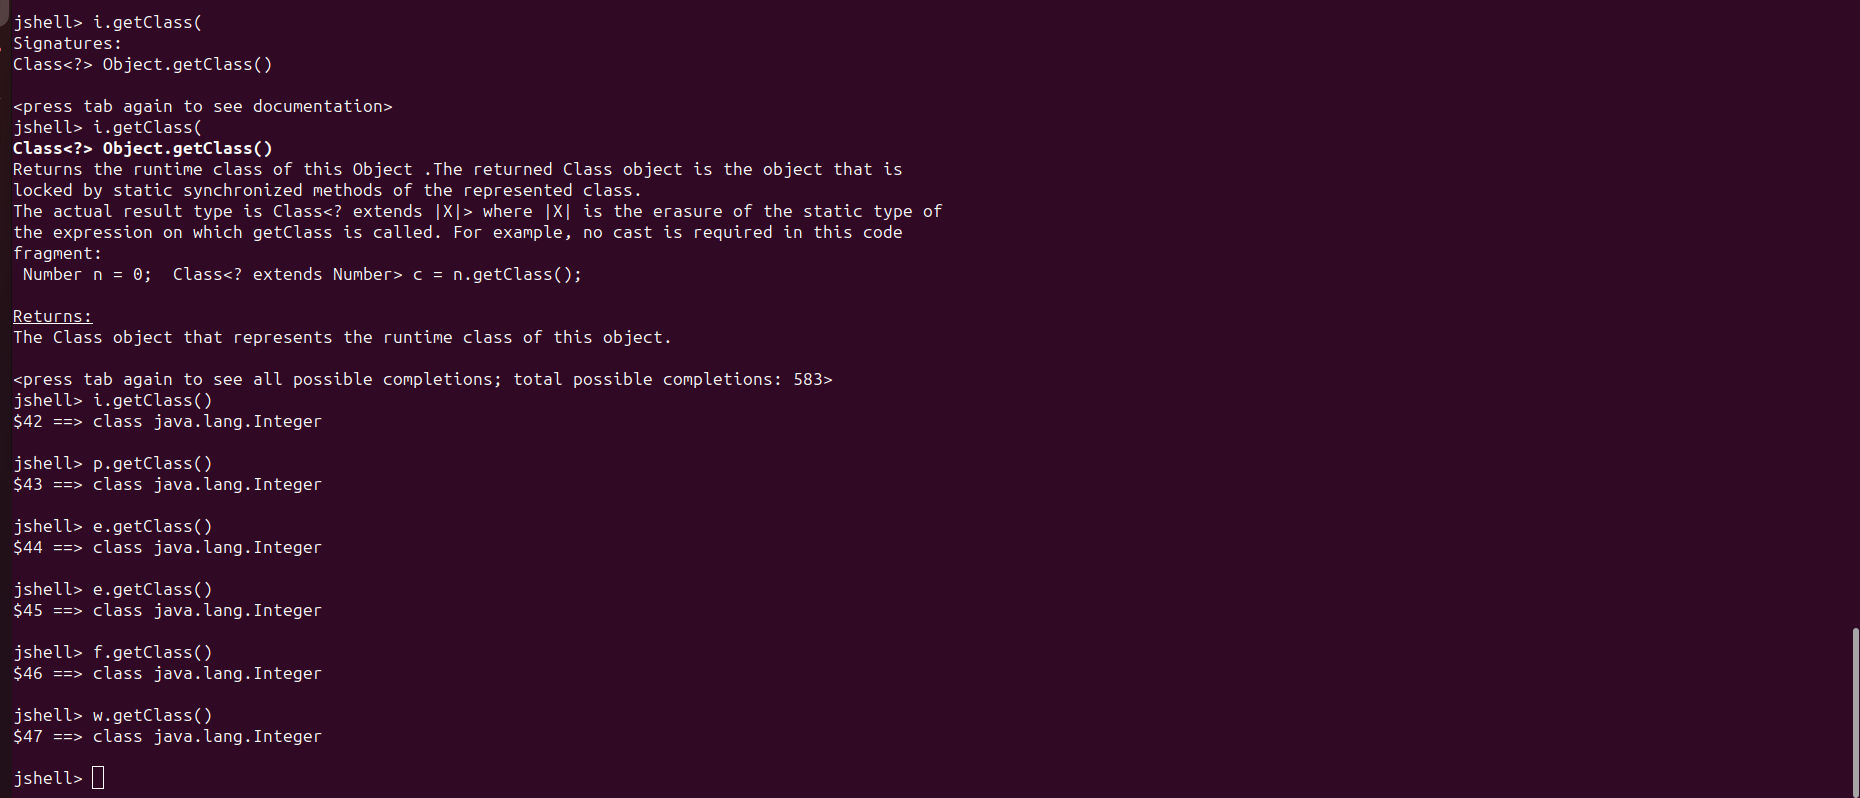 jshell> i.getClass(
Signatures:
Class<?> Object.getClass()
<press tab again to see documentation>
jshell> i.getClass(
Class<?> Object.getClass()
Returns the runtime class of this Object .The returned Class object is the object that is
locked by static synchronized methods of the represented class.
The actual result type is Class<? extends |X|> where |X| is the erasure of the static type of
the expression on which getClass is called. For example, no cast is required in this code
fragment:
 Number n = 0;  Class<? extends Number> c = n.getClass();
Returns:
The Class object that represents the runtime class of this object.
<press tab again to see all possible completions; total possible completions: 583>
jshell> i.getClass()
$42 ==> class java.lang.Integer
jshell> p.getClass()
$43 ==> class java.lang.Integer
jshell> e.getClass()
$44 ==> class java.lang.Integer
jshell> e.getClass()
$45 ==> class java.lang.Integer
jshell> f.getClass()
$46 ==> class java.lang.Integer
jshell> w.getClass()
$47 ==> class java.lang.Integer
jshell>